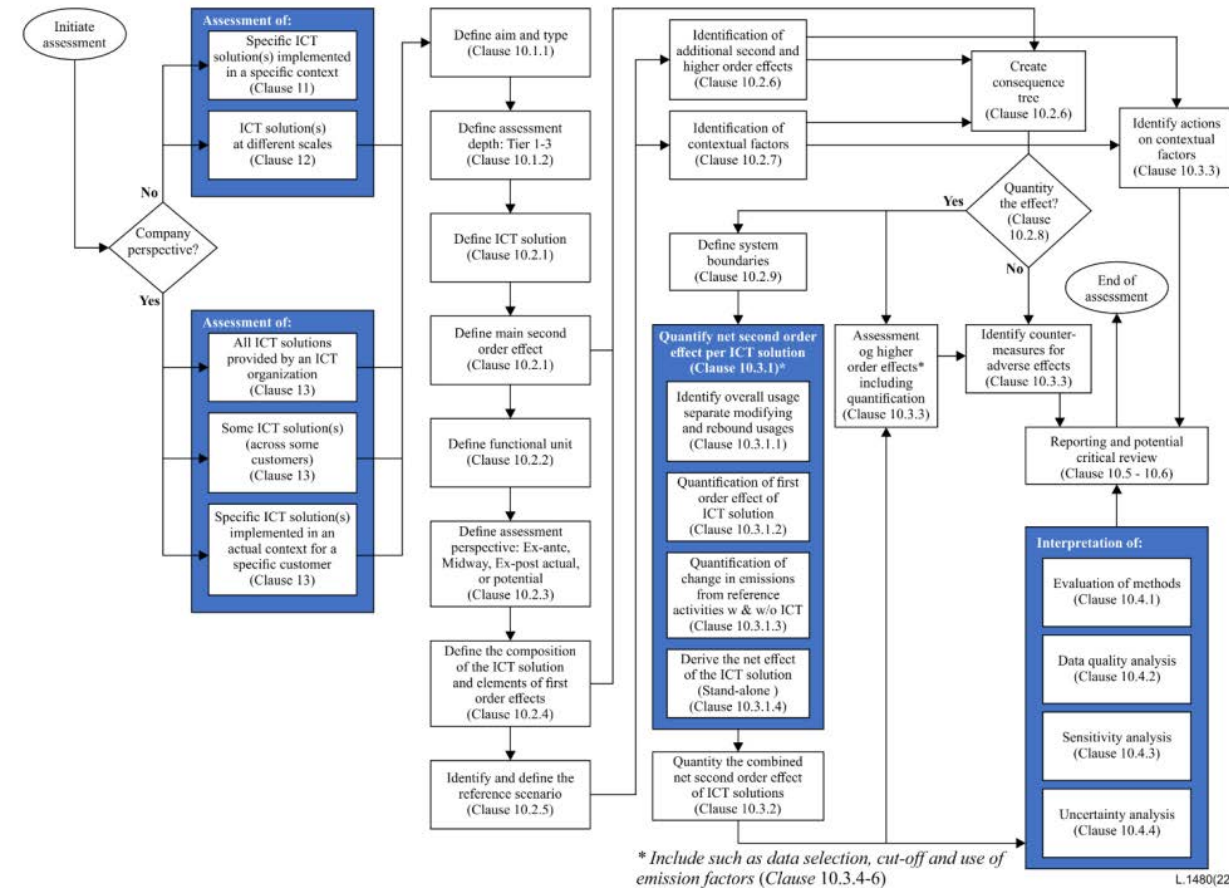 Initiate
assessment
Assessment of:
Specific ICT
solution(s) implemented
in a specific context
(Clause 11)
ICT solution(s)
at different scales
(Clause 12)
No
Company
perspective?
Yes
Assessment of:
All ICT solutions
provided by an ICT
organization
(Clause 13)
Some ICT solution(s)
(across some
customers)
(Clause 13)
Specific ICT solution(s)
implemented in an
actual context for a
specific customer
(Clause 13)
Define aim and type
(Clause 10.1.1)
Define assessment
depth: Tier 1-3
(Clause 10.1.2)
Define ICT solution
(Clause 10.2.1)
Define main second
order effect
(Clause 10.2.1)
Define functional unit
(Clause 10.2.2)
Define assessment
perspective: Ex-ante,
Midway, Ex-post actual,
or potential
(Clause 10.2.3)
Define the composition
of the ICT solution
and elements of first
order effects
(Clause 10.2.4)
Identify and define the
reference scenario
(Clause 10.2.5)
Identification of
additional second and
higher order effects
(Clause 10.2.6)
Identification of
contextual factors
(Clause 10.2.7)
Create
consequence
tree
(Clause 10.2.6)
Identify actions
on contextual
factors
(Clause 10.3.3)
Quantity
the effect?
(Clause
10.2.8)
Yes
No
Define system
boundaries
(Clause 10.2.9)
Quantify net second order
effect per ICT solution
(Clause 10.3.1)*
Identify overall usage
separate modifying
and rebound usages
(Clause 10.3.1.1)
Quantification of first
order effect of
ICT solution
(Clause 10.3.1.2)
Quantification of
change in emissions
from reference
activities w & w/o ICT
(Clause 10.3.1.3)
Derive the net effect
of the ICT solution
(Stand-alone )
(Clause 10.3.1.4)
Quantity the combined
net second order effect
of ICT solutions
(Clause 10.3.2)
Assessment
og higher
order effects*
including
quantification
(Clause 10.3.3)
Identify counter-
measures for
adverse effects
(Clause 10.3.3)
End of
assessment
Reporting and potential
critical review
(Clause 10.5 - 10.6)
Interpretation of:
Evaluation of methods
(Clause 10.4.1)
Data quality analysis
(Clause 10.4.2)
Sensitivity analysis
(Clause 10.4.3)
Uncertainty analysis
(Clause 10.4.4)
* Include such as data selection, cut-off and use of
emission factors (Clause 10.3.4-6)
L.1480(22